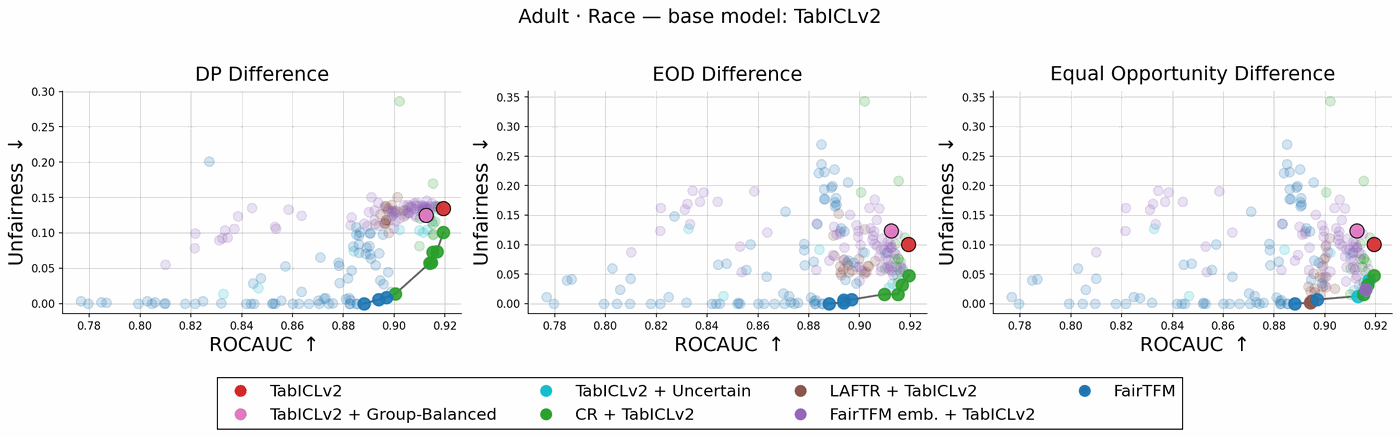 Adult · Race — base model: TabICLv2
DP Difference
Unfairness ↓
0.30
0.25
0.20
0.15
0.10
0.05
0.00
0.78 0.80 0.82 0.84 0.86 0.88 0.90 0.92
ROCAUC ↑
EOD Difference
Unfairness ↓
0.35
0.30
0.25
0.20
0.15
0.10
0.05
0.00
0.78 0.80 0.82 0.84 0.86 0.88 0.90 0.92
ROCAUC ↑
Equal Opportunity Difference
Unfairness ↓
0.35
0.30
0.25
0.20
0.15
0.10
0.05
0.00
0.78 0.80 0.82 0.84 0.86 0.88 0.90 0.92
ROCAUC ↑
TabICLv2
TabICLv2 + Group-Balanced
TabICLv2 + Uncertain
CR + TabICLv2
LAFTR + TabICLv2
FairTFM emb. + TabICLv2
FairTFM